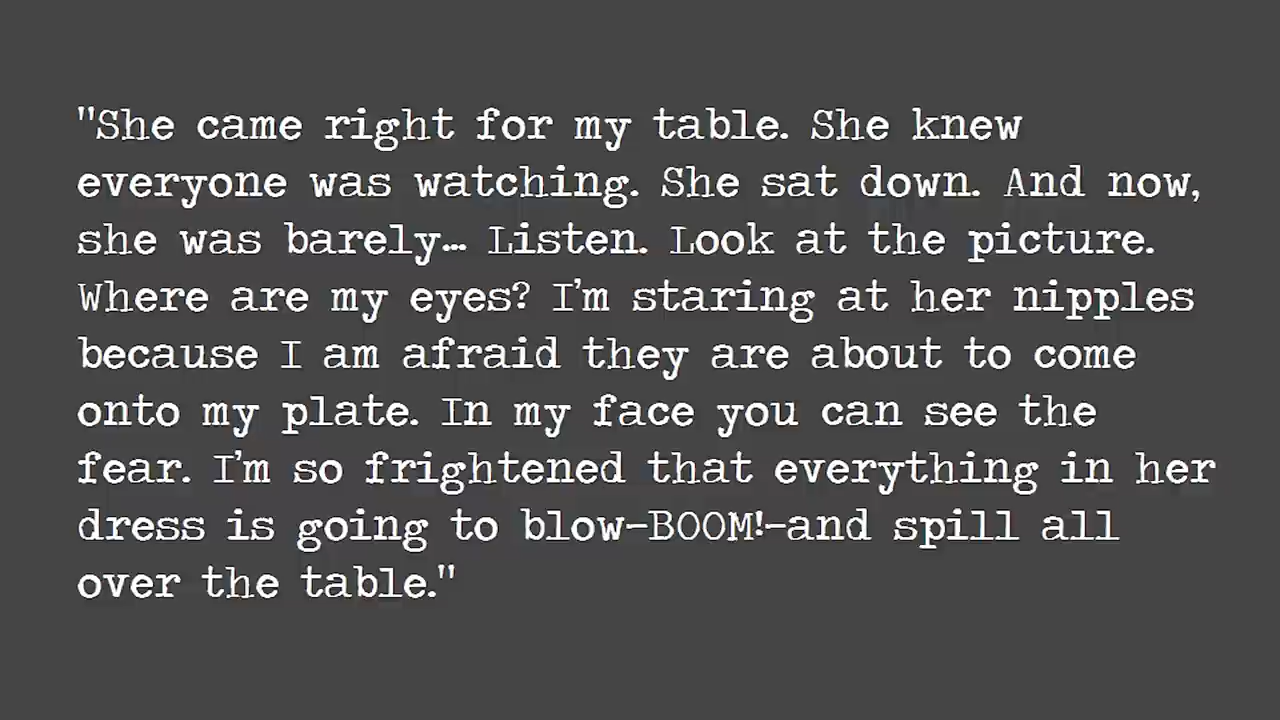 "She came right for my table. She knew
everyone was watching. She sat down. And now,
she was barely… Listen. Look at the picture.
Where are my eyes? I'm staring at her nipples
because I am afraid they are about to come
onto my plate. In my face you can see the
fear. I'm so frightened that everything in her
dress is going to blow—BOOM!—and spill all
over the table."